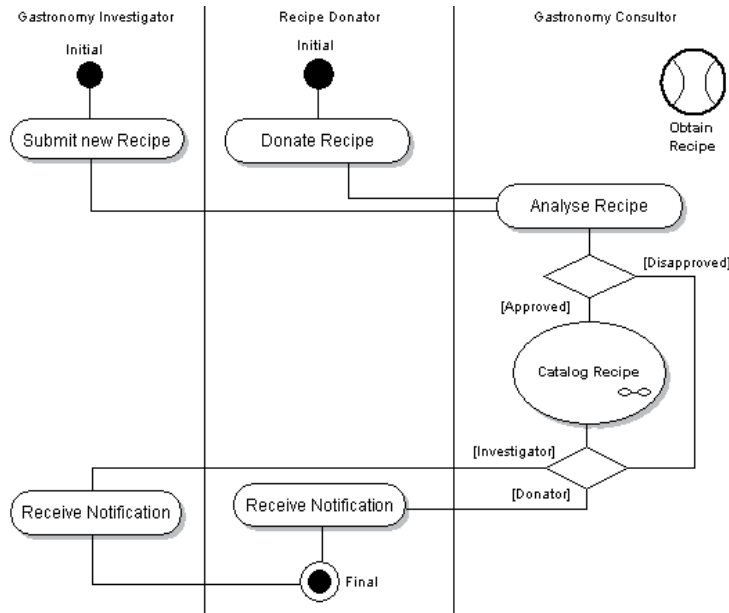 Gastronomy Investigator
Recipe Donator
Gastronomy Consultor
Initial
Initial
Submit new Recipe
Donate Recipe
Obtain
Recipe
Analyse Recipe
[Disapproved]
[Approved]
Catalog Recipe
[Investigator]
[Donator]
Receive Notification
Receive Notification
Final